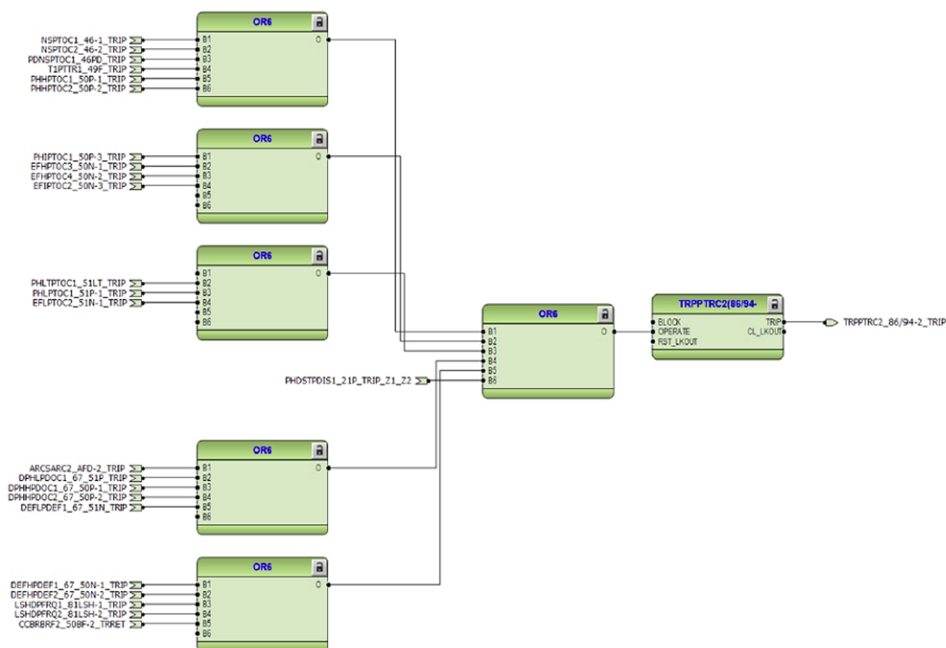 OR6
NSPTOC1_46-1_TRIP B1 O
NSPTOC2_46-2_TRIP B2
PDNSPTOC1_46PD_TRIP B3
T1PTTR1_49F_TRIP B4
PHHPTOC1_50P-1_TRIP B5
PHHPTOC2_50P-2_TRIP B6
OR6
PHIPTOC1_50P-3_TRIP B1 O
EFHPTOC3_50N-1_TRIP B2
EFHPTOC4_50N-2_TRIP B3
EFIPTOC2_50N-3_TRIP B4
B5
B6
OR6
B1 O
PHLTPTOC1_51LT_TRIP B2
PHLPTOC1_51P-1_TRIP B3
EFLPTOC2_51N-1_TRIP B4
B5
B6
OR6
B1 O
B2
B3
B4
B5
PHDSTPDIS1_21P_TRIP_Z1_Z2 B6
TRPPTRC2(86/94-
BLOCK TRIP TRPPTRC2_86/94-2_TRIP
OPERATE CL_LKOUT
RST_LKOUT
OR6
ARCSARC2_AFD-2_TRIP B1 O
DPHLPDOC1_67_51P_TRIP B2
DPHHPDOC1_67_50P-1_TRIP B3
DPHHPDOC2_67_50P-2_TRIP B4
DEFLPDEF1_67_51N_TRIP B5
B6
OR6
DEFHPDEF1_67_50N-1_TRIP B1 O
DEFHPDEF2_67_50N-2_TRIP B2
LSHDPFRQ1_81LSH-1_TRIP B3
LSHDPFRQ2_81LSH-2_TRIP B4
CCBRBRF2_50BF-2_TRRET B5
B6